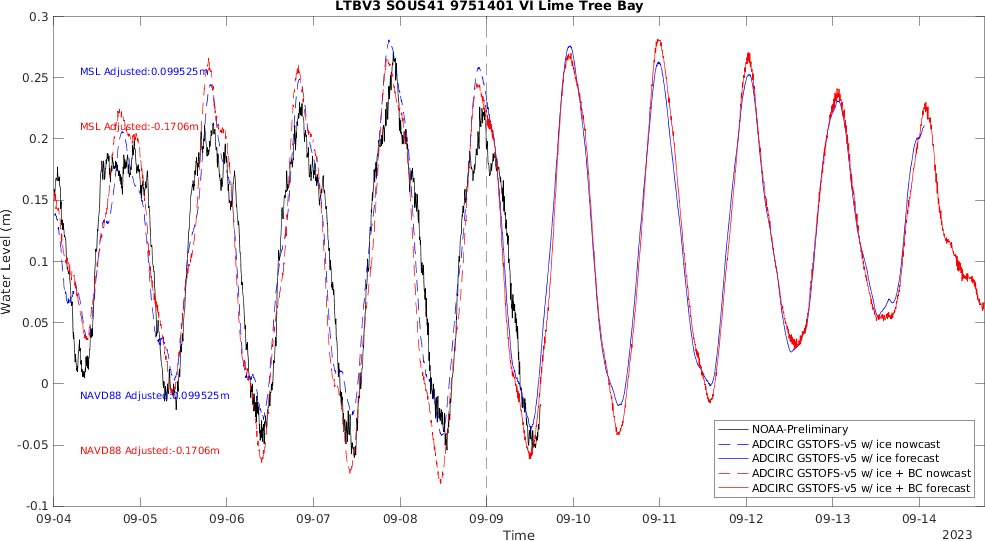 LTBV3 SOUS41 9751401 VI Lime Tree Bay
0.3
0.25
0.2
0.15
0.1
0.05
0
-0.05
-0.1
Water Level (m)
MSL Adjusted:0.099525m
MSL Adjusted:-0.1706m
NAVD88 Adjusted:0.099525m
NAVD88 Adjusted:-0.1706m
NOAA-Preliminary
ADCIRC GSTOFS-v5 w/ ice nowcast
ADCIRC GSTOFS-v5 w/ ice forecast
ADCIRC GSTOFS-v5 w/ ice + BC nowcast
ADCIRC GSTOFS-v5 w/ ice + BC forecast
09-04 09-05 09-06 09-07 09-08 09-09 09-10 09-11 09-12 09-13 09-14
Time
2023